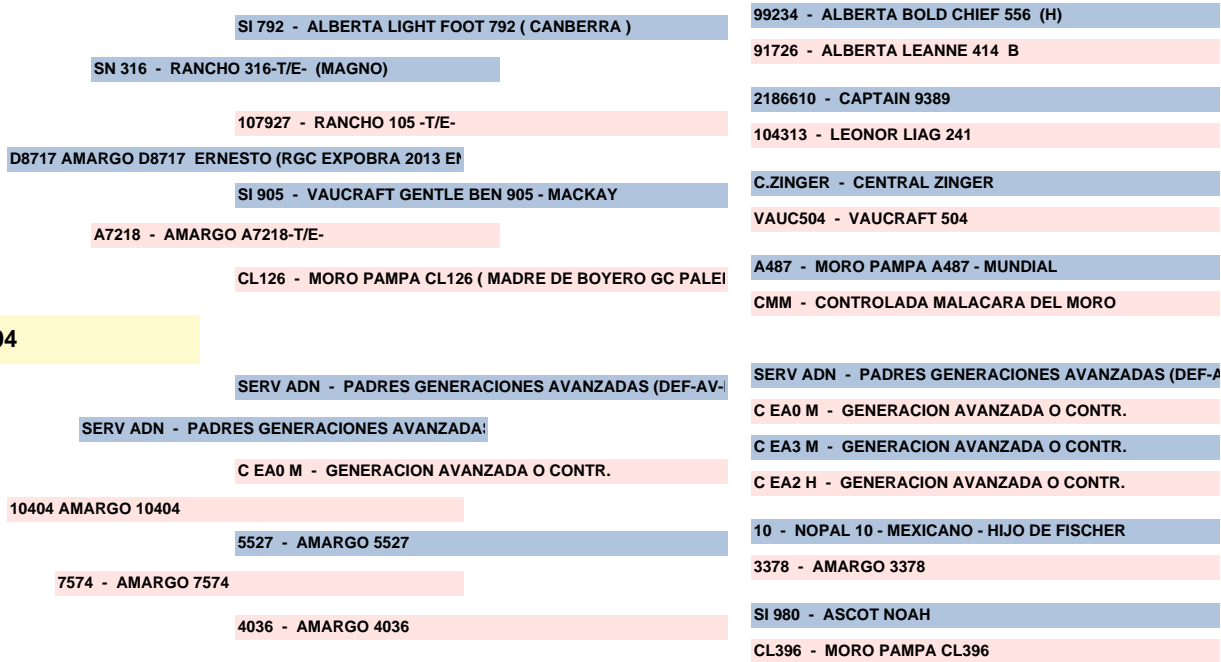 99234 - ALBERTA BOLD CHIEF 556 (H)
SI 792 - ALBERTA LIGHT FOOT 792 ( CANBERRA )
91726 - ALBERTA LEANNE 414 B
SN 316 - RANCHO 316-T/E- (MAGNO)
2186610 - CAPTAIN 9389
107927 - RANCHO 105 -T/E-
104313 - LEONOR LIAG 241
D8717 AMARGO D8717 ERNESTO (RGC EXPOBRA 2013 EN
C.ZINGER - CENTRAL ZINGER
SI 905 - VAUCRAFT GENTLE BEN 905 - MACKAY
VAUC504 - VAUCRAFT 504
A7218 - AMARGO A7218-T/E-
A487 - MORO PAMPA A487 - MUNDIAL
CL126 - MORO PAMPA CL126 ( MADRE DE BOYERO GC PALE
CMM - CONTROLADA MALACARA DEL MORO
04
SERV ADN - PADRES GENERACIONES AVANZADAS (DEF-A
SERV ADN - PADRES GENERACIONES AVANZADAS (DEF-AV-
C EA0 M - GENERACION AVANZADA O CONTR.
SERV ADN - PADRES GENERACIONES AVANZADAS
C EA3 M - GENERACION AVANZADA O CONTR.
C EA0 M - GENERACION AVANZADA O CONTR.
C EA2 H - GENERACION AVANZADA O CONTR.
10404 AMARGO 10404
10 - NOPAL 10 - MEXICANO - HIJO DE FISCHER
5527 - AMARGO 5527
3378 - AMARGO 3378
7574 - AMARGO 7574
SI 980 - ASCOT NOAH
4036 - AMARGO 4036
CL396 - MORO PAMPA CL396